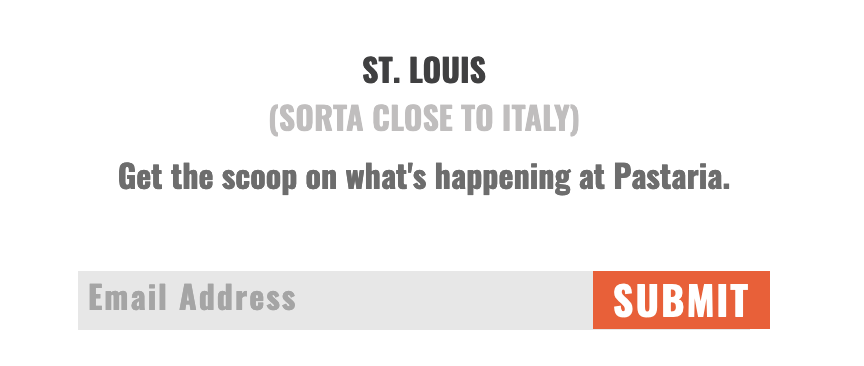 ST. LOUIS
(SORTA CLOSE TO ITALY)
Get the scoop on what's happening at Pastaria.
Email Address
SUBMIT